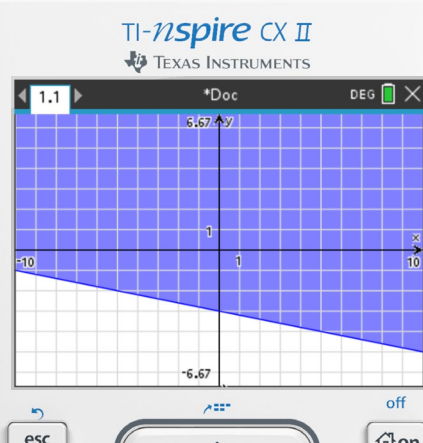 TI-nspire CX II
TEXAS INSTRUMENTS
1.1 *Doc DEG
6.67 y
1
x
-10 1 10
-6.67
off
esc on